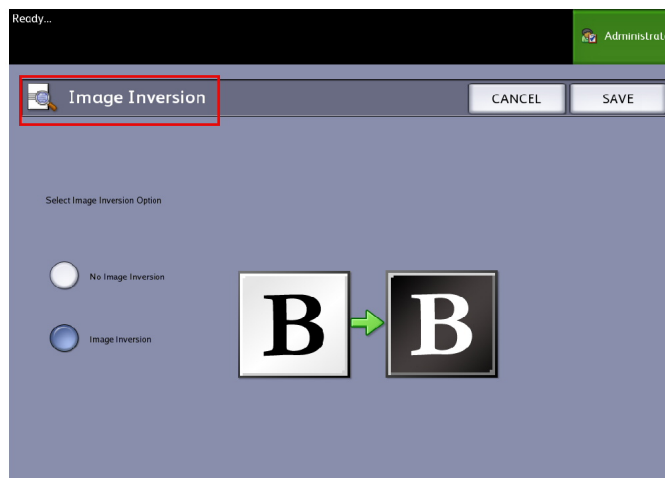 Ready...
Administrat
Image Inversion
CANCEL
SAVE
Select Image Inversion Option
No Image Inversion
Image Inversion
B
B